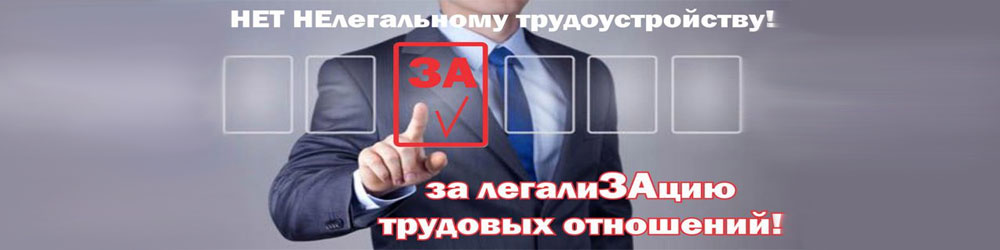 НЕТ НЕлегальному трудоустройству!
ЗА
за легалиЗАцию
трудовых отношений!